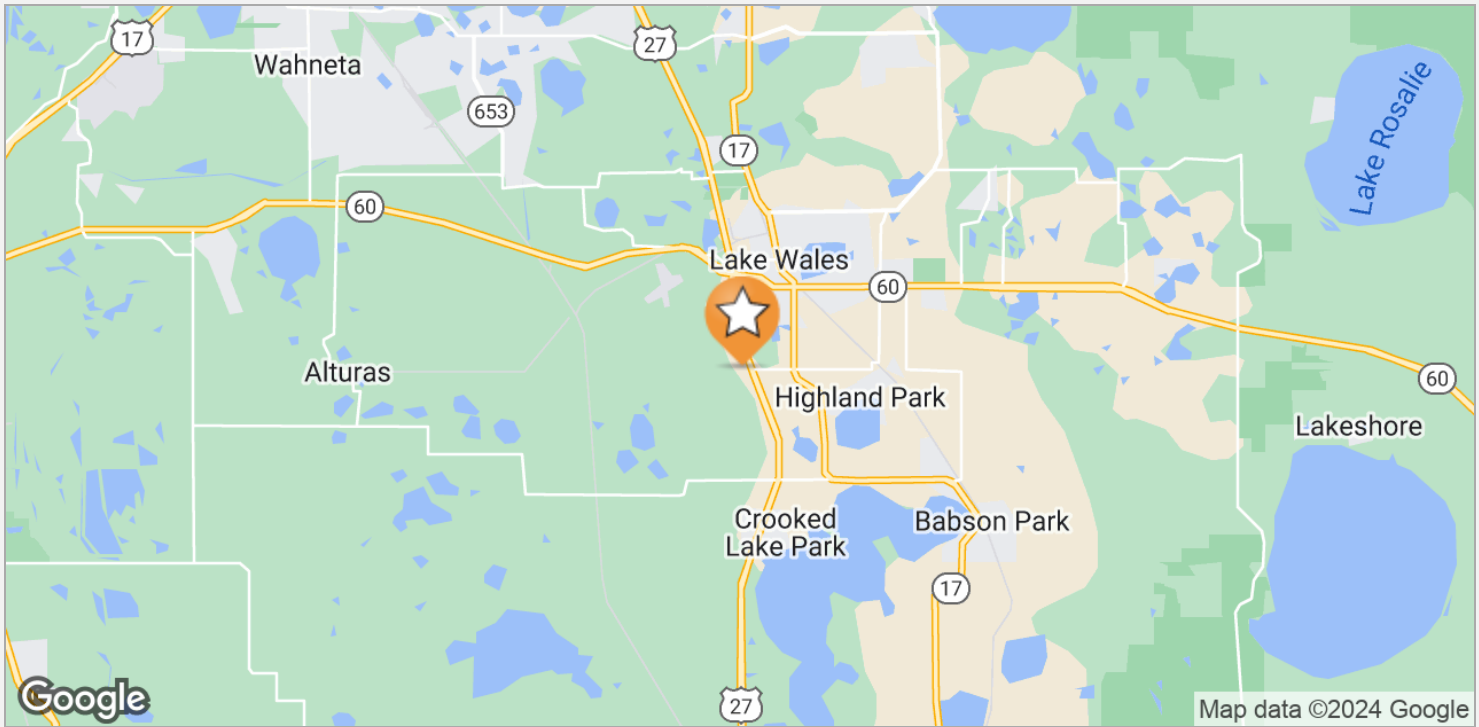 17
27
Wahneta
653
Lake Rosalie
17
60
Lake Wales
60
Alturas
60
Highland Park
Lakeshore
Crooked
Lake Park
Babson Park
17
27
Google
Map data ©2024 Google